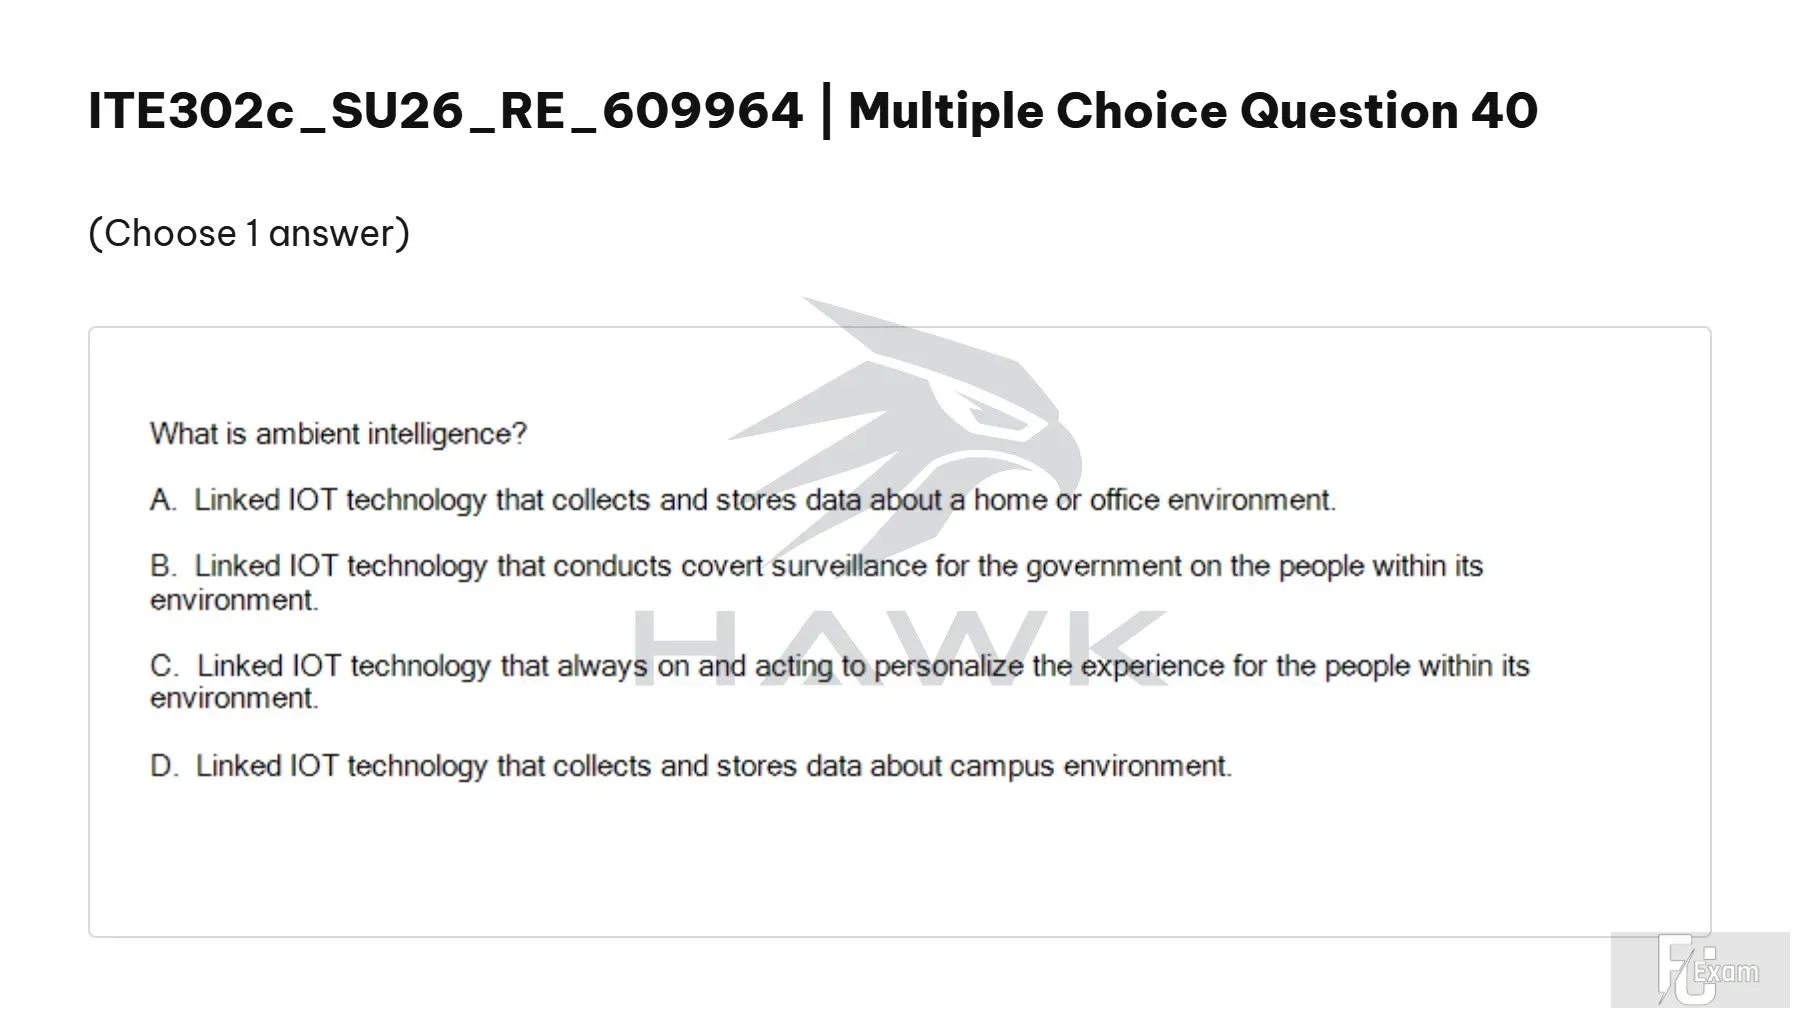 ITE302c_SU26_RE_609964 | Multiple Choice Question 40
(Choose 1 answer)
What is ambient intelligence?
A. Linked IOT technology that collects and stores data about a home or office environment.
B. Linked IOT technology that conducts covert surveillance for the government on the people within its
environment.
HAWK
C. Linked IOT technology that always on and acting to personalize the experience for the people within its
environment.
D. Linked IOT technology that collects and stores data about campus environment.
FU Exam